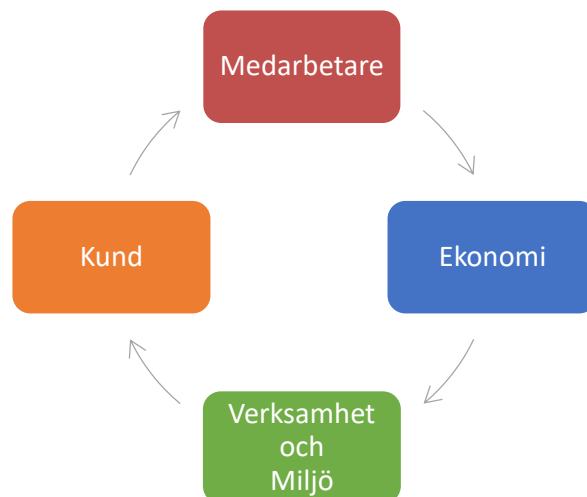 Medarbetare
Kund
Ekonomi
Verksamhet
och
Miljö